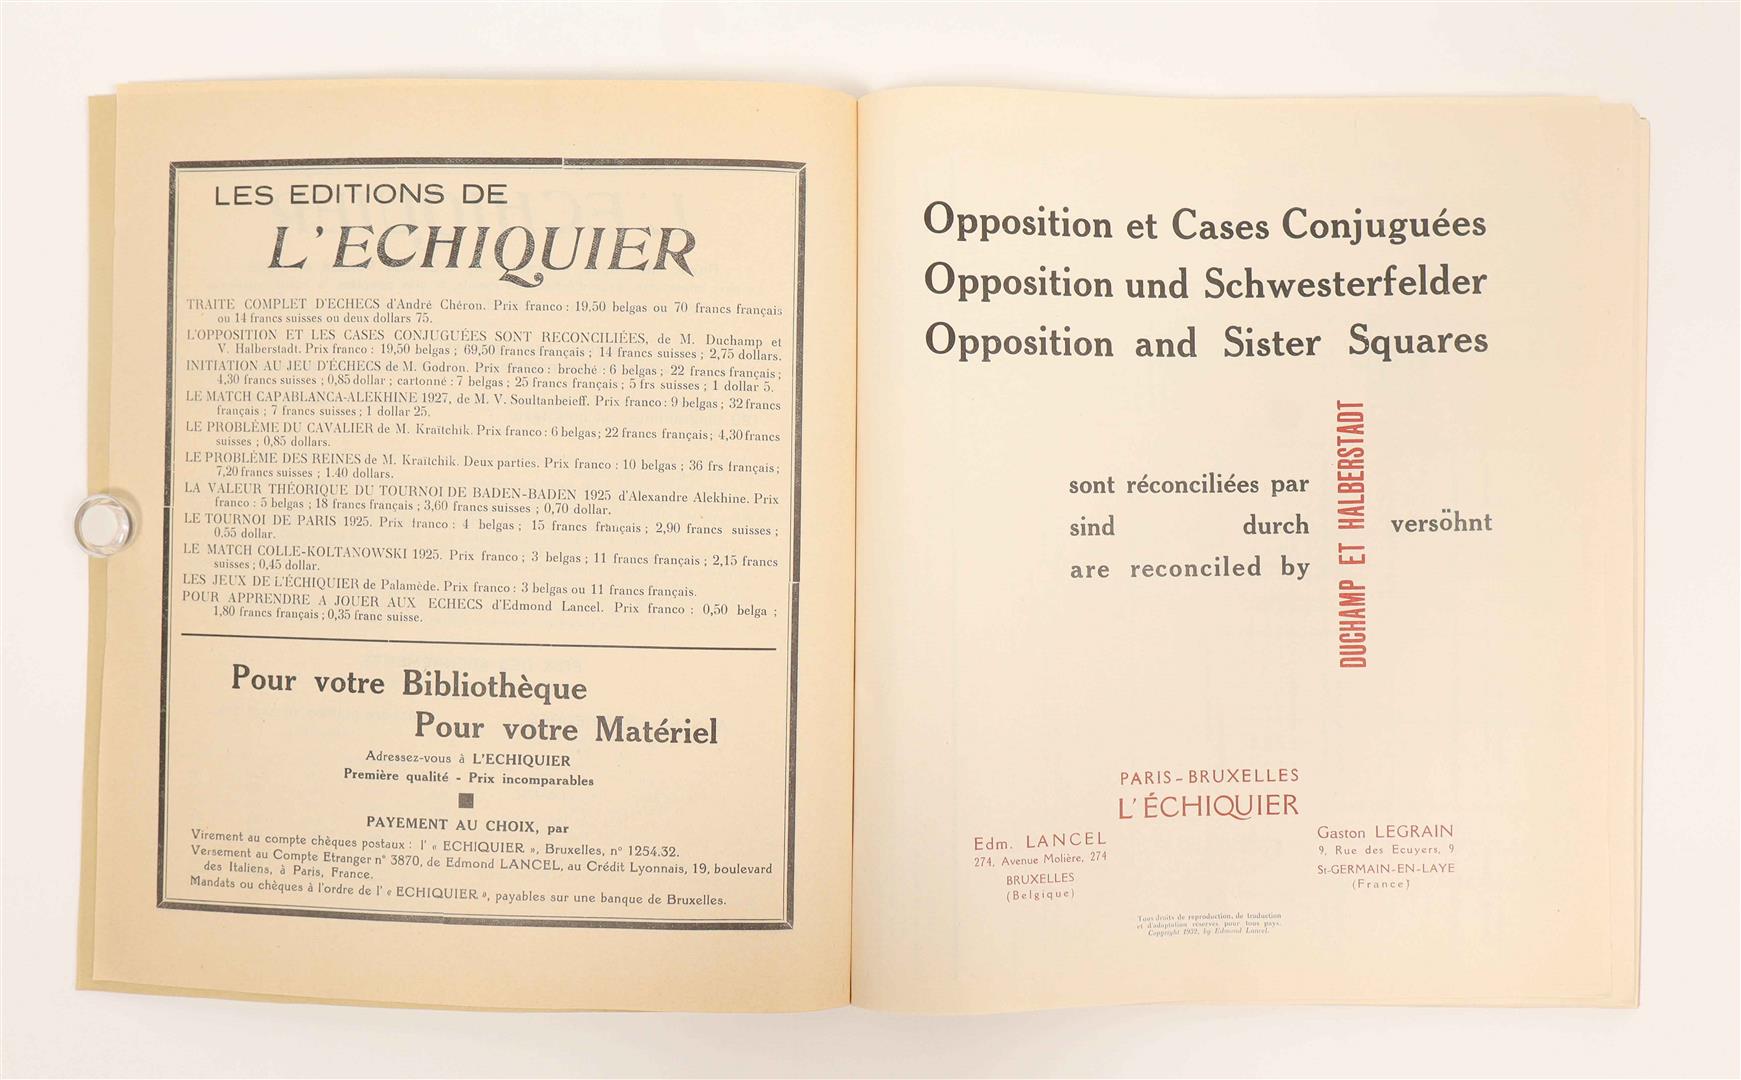 LES EDITIONS DE
L'ECHIQUIER
TRAITE COMPLET D'ECHECS d'André Chéron. Prix franco : 19,50 belgas ou 70 francs français
ou 14 francs suisses ou deux dollars 75.
L'OPPOSITION ET LES CASES CONJUGUÉES SONT RECONCILIÉES, de M. Duchamp et
V. Halberstadt. Prix franco : 19,50 belgas ; 69,50 francs français ; 14 francs suisses ; 2,75 dollars.
INITIATION AU JEU D'ÉCHECS de M. Godron. Prix franco : broché : 6 belgas ; 22 francs français ;
4,30 francs suisses ; 0,85 dollar ; cartonné : 7 belgas ; 25 francs français ; 5 frs suisses ; 1 dollar 5.
LE MATCH CAPABLANCA-ALEKHINE 1927, de M. V. Soultanbeieff. Prix franco : 9 belgas ; 32 francs
français ; 7 francs suisses ; 1 dollar 25.
LE PROBLÈME DU CAVALIER de M. Kraïtchik. Prix franco : 6 belgas ; 22 francs français ; 4,30 francs
suisses ; 0,85 dollars.
LE PROBLÈME DES REINES de M. Kraïtchik. Deux parties. Prix franco : 10 belgas ; 36 frs français ;
7,20 francs suisses ; 1.40 dollars.
LA VALEUR THÉORIQUE DU TOURNOI DE BADEN-BADEN 1925 d'Alexandre Alekhine. Prix
franco : 5 belgas ; 18 francs français ; 3,60 francs suisses ; 0,70 dollar.
LE TOURNOI DE PARIS 1925. Prix franco : 4 belgas ; 15 francs français ; 2,90 francs suisses ;
0.55 dollar.
LE MATCH COLLE-KOLTANOWSKI 1925. Prix franco ; 3 belgas ; 11 francs français ; 2,15 francs
suisses ; 0,45 dollar.
LES JEUX DE L'ÉCHIQUIER de Palamède. Prix franco : 3 belgas ou 11 francs français.
POUR APPRENDRE A JOUER AUX ECHECS d'Edmond Lancel. Prix franco : 0,50 belga ;
1,80 francs français ; 0,35 franc suisse.
Pour votre Bibliothèque
Pour votre Matériel
Adressez-vous à L'ECHIQUIER
Première qualité - Prix incomparables
PAYEMENT AU CHOIX, par
Virement au compte chèques postaux : l' « ECHIQUIER », Bruxelles, n° 1254.32.
Versement au Compte Etranger n° 3870, de Edmond LANCEL, au Crédit Lyonnais, 19, boulevard
des Italiens, à Paris, France.
Mandats ou chèques à l'ordre de l' « ECHIQUIER », payables sur une banque de Bruxelles.
Opposition et Cases Conjuguées
Opposition und Schwesterfelder
Opposition and Sister Squares
sont réconciliées par
sind durch versöhnt
are reconciled by
DUCHAMP ET HALBERSTADT
PARIS-BRUXELLES
L'ÉCHIQUIER
Edm. LANCEL
274, Avenue Molière, 274
BRUXELLES
(Belgique)
Gaston LEGRAIN
9, Rue des Ecuyers, 9
St-GERMAIN-EN-LAYE
(France)
Tous droits de reproduction, de traduction
et d'adaptation réservés pour tous pays.
Copyright 1932, by Edmond Lancel.